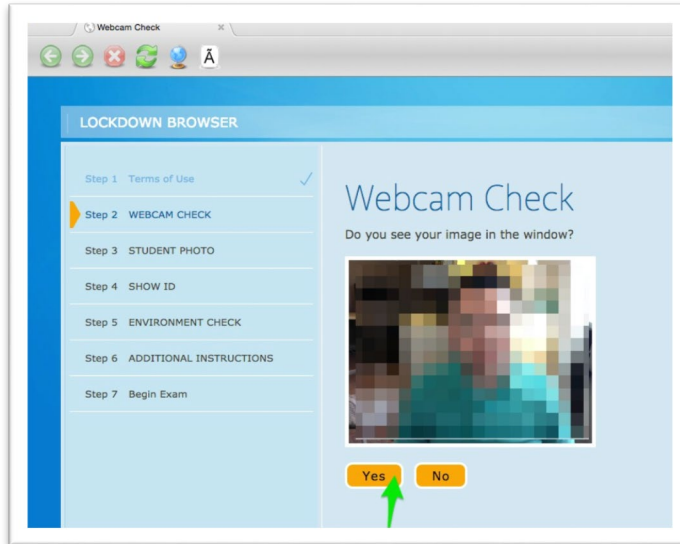 Webcam Check
Ã
LOCKDOWN BROWSER
Step 1 Terms of Use
Step 2 WEBCAM CHECK
Step 3 STUDENT PHOTO
Step 4 SHOW ID
Step 5 ENVIRONMENT CHECK
Step 6 ADDITIONAL INSTRUCTIONS
Step 7 Begin Exam
Webcam Check
Do you see your image in the window?
Yes No